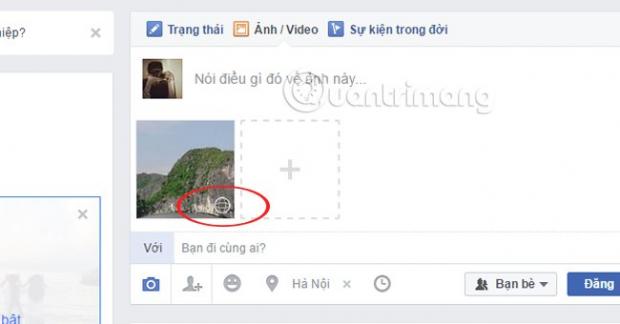 iệp?
Trạng thái Ảnh / Video Sự kiện trong đời
Nói điều gì đó về ảnh này...
Quantrimang
Với Bạn đi cùng ai?
Hà Nội Bạn bè Đăng
bật